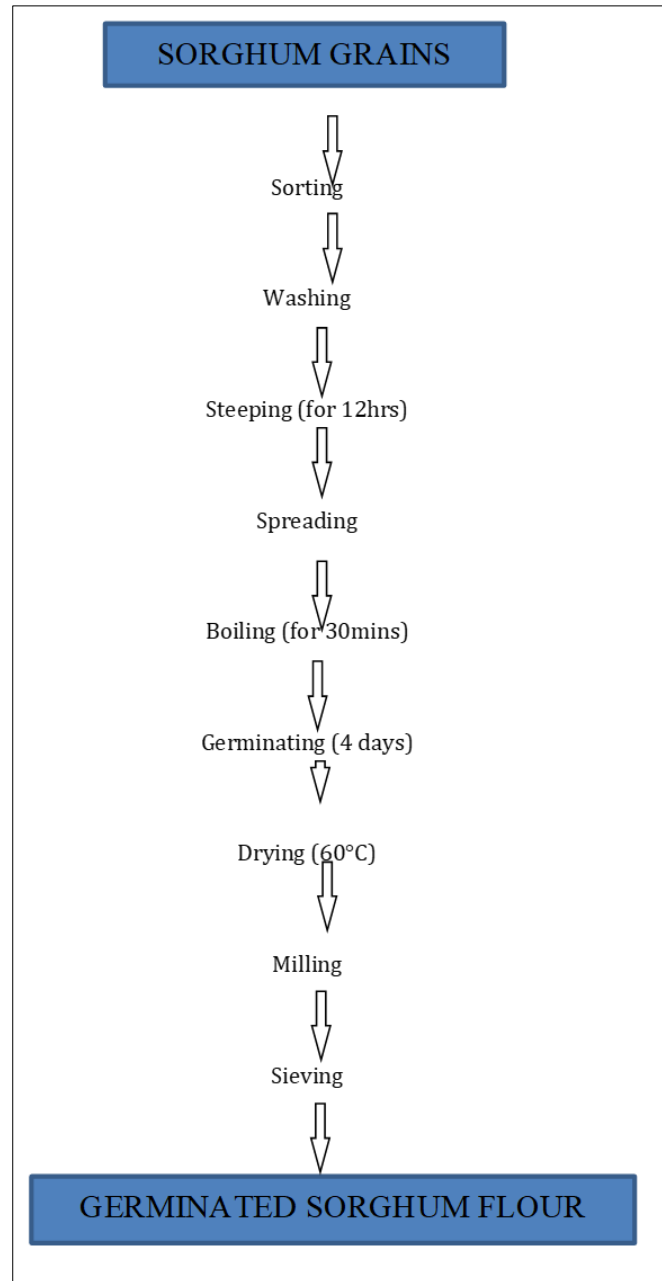 SORGHUM GRAINS
Sorting
Washing
Steeping (for 12hrs)
Spreading
Boiling (for 30mins)
Germinating (4 days)
Drying (60°C)
Milling
Sieving
GERMINATED SORGHUM FLOUR